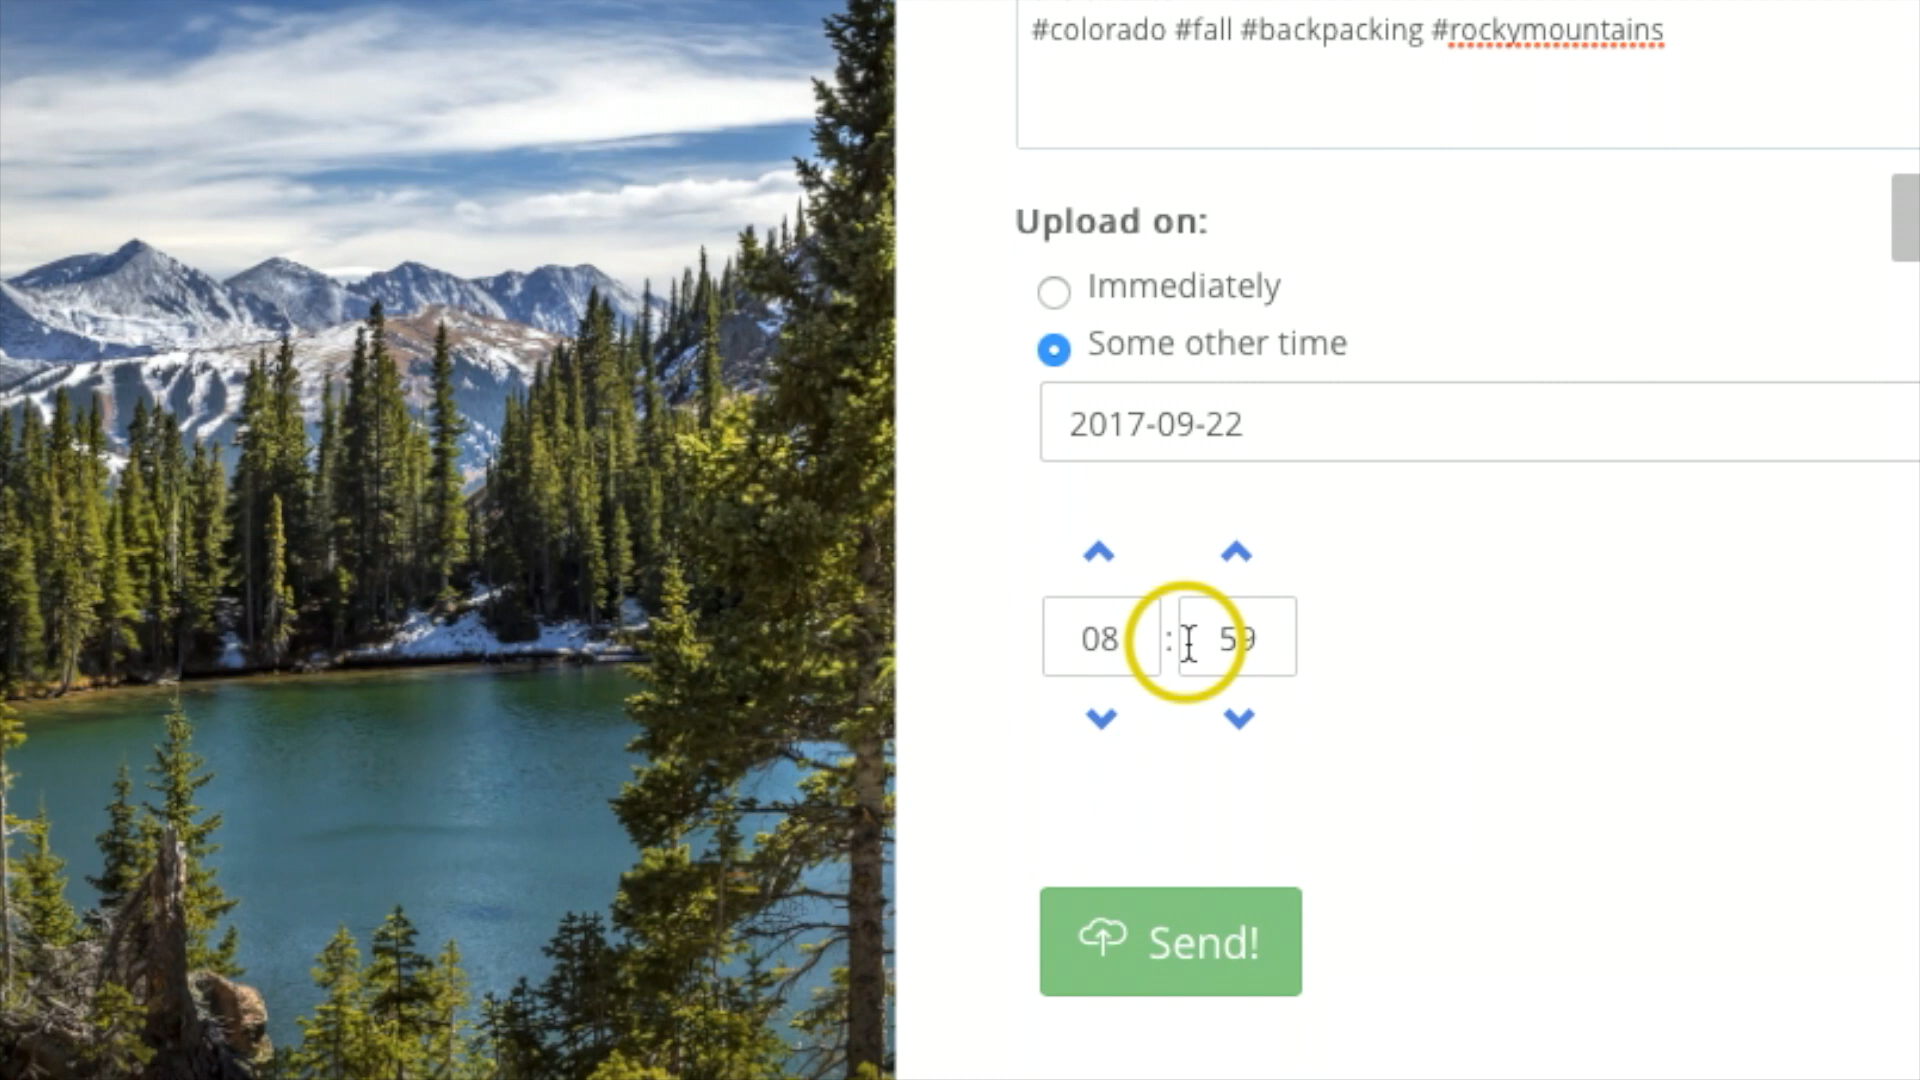 #colorado #fall #backpacking #rockymountains
Upload on:
Immediately
Some other time
2017-09-22
08 : 59
Send!